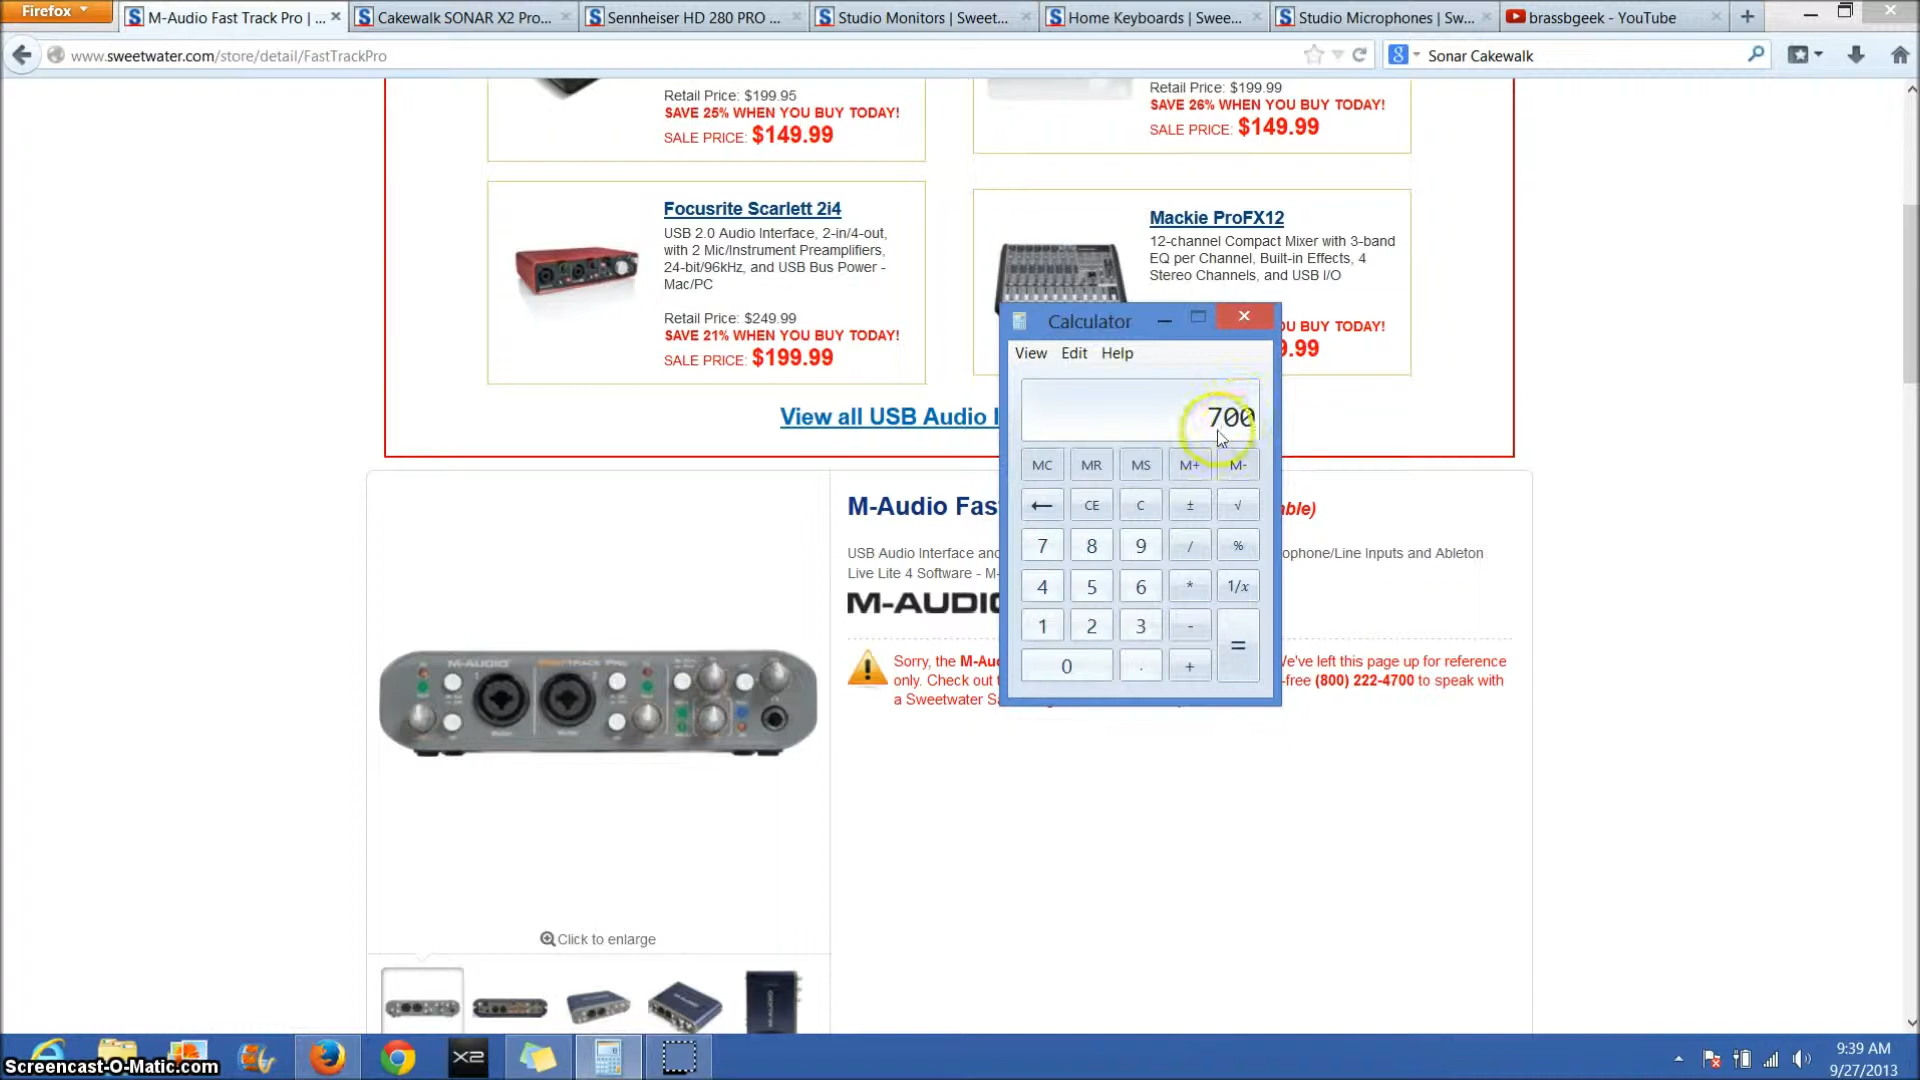 Firefox
M-Audio Fast Track Pro | ...
Cakewalk SONAR X2 Pro...
Sennheiser HD 280 PRO ...
Studio Monitors | Sweet...
Home Keyboards | Swee...
Studio Microphones | Sw...
brassbgeek - YouTube
www.sweetwater.com/store/detail/FastTrackPro
Sonar Cakewalk
Retail Price: $199.95
SAVE 25% WHEN YOU BUY TODAY!
SALE PRICE: $149.99
Retail Price: $199.99
SAVE 26% WHEN YOU BUY TODAY!
SALE PRICE: $149.99
Focusrite Scarlett 2i4
USB 2.0 Audio Interface, 2-in/4-out,
with 2 Mic/Instrument Preamplifiers,
24-bit/96kHz, and USB Bus Power -
Mac/PC
Retail Price: $249.99
SAVE 21% WHEN YOU BUY TODAY!
SALE PRICE: $199.99
Mackie ProFX12
12-channel Compact Mixer with 3-band
EQ per Channel, Built-in Effects, 4
Stereo Channels, and USB I/O
U BUY TODAY!
9.99
View all USB Audio I
Calculator
View Edit Help
700
MC MR MS M+ M-
← CE C ± √
7 8 9 / %
4 5 6 * 1/x
1 2 3 - =
0 . +
M-Audio Fas
able)
USB Audio Interface and
ophone/Line Inputs and Ableton
Live Lite 4 Software - M-
M-AUDIO
Sorry, the M-Au
e've left this page up for reference
only. Check out
-free (800) 222-4700 to speak with
a Sweetwater Sa
M-AUDIO
Click to enlarge
X2
Screencast-O-Matic.com
9:39 AM
9/27/2013